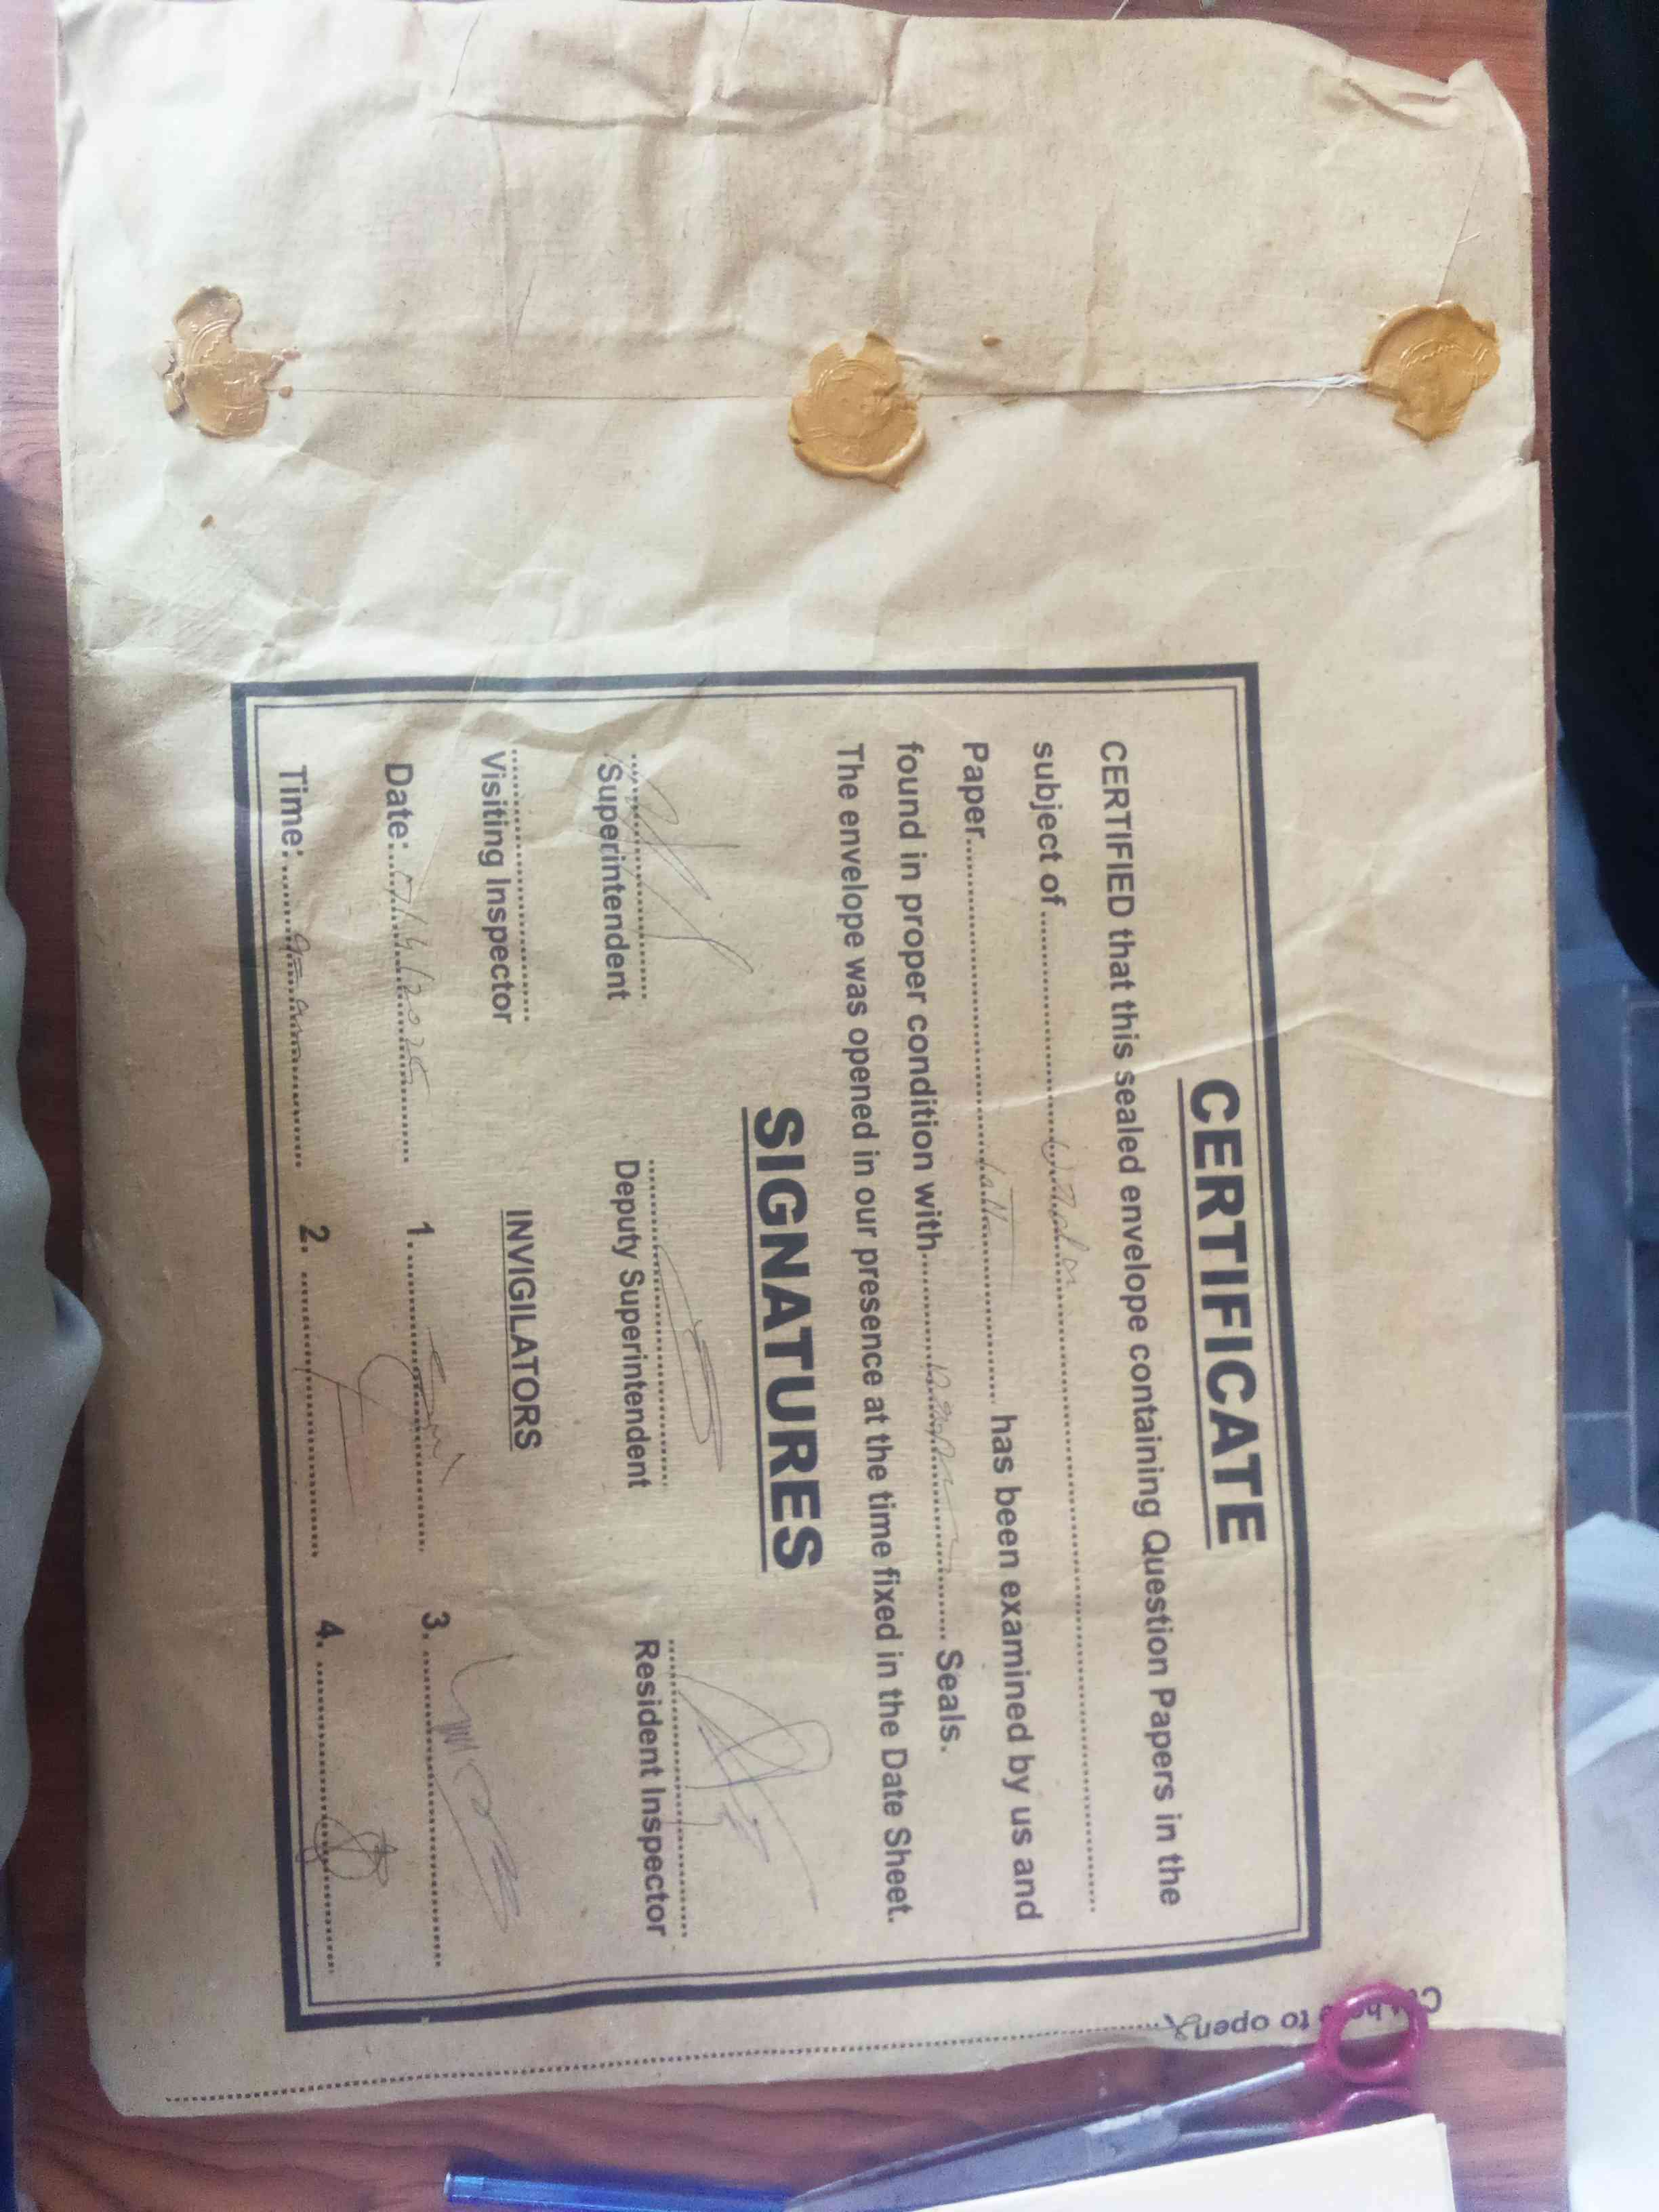 CERTIFICATE
CERTIFIED that this sealed envelope containing Question Papers in the
subject of
Paper has been examined by us and
found in proper condition with Seals.
The envelope was opened in our presence at the time fixed in the Date Sheet.
SIGNATURES
Superintendent Deputy Superintendent Resident Inspector
Visiting Inspector INVIGILATORS
Date: 1. 3.
Time: 2. 4.
to open